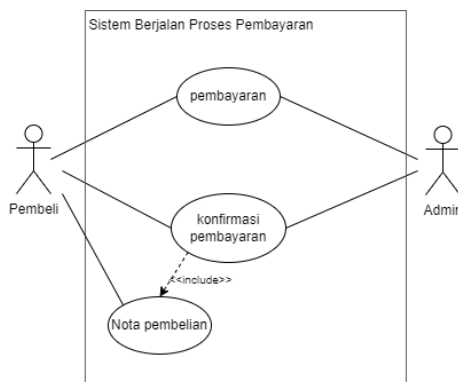 Sistem Berjalan Proses Pembayaran
pembayaran
Pembeli
Admin
konfirmasi
pembayaran
<<include>>
Nota pembelian